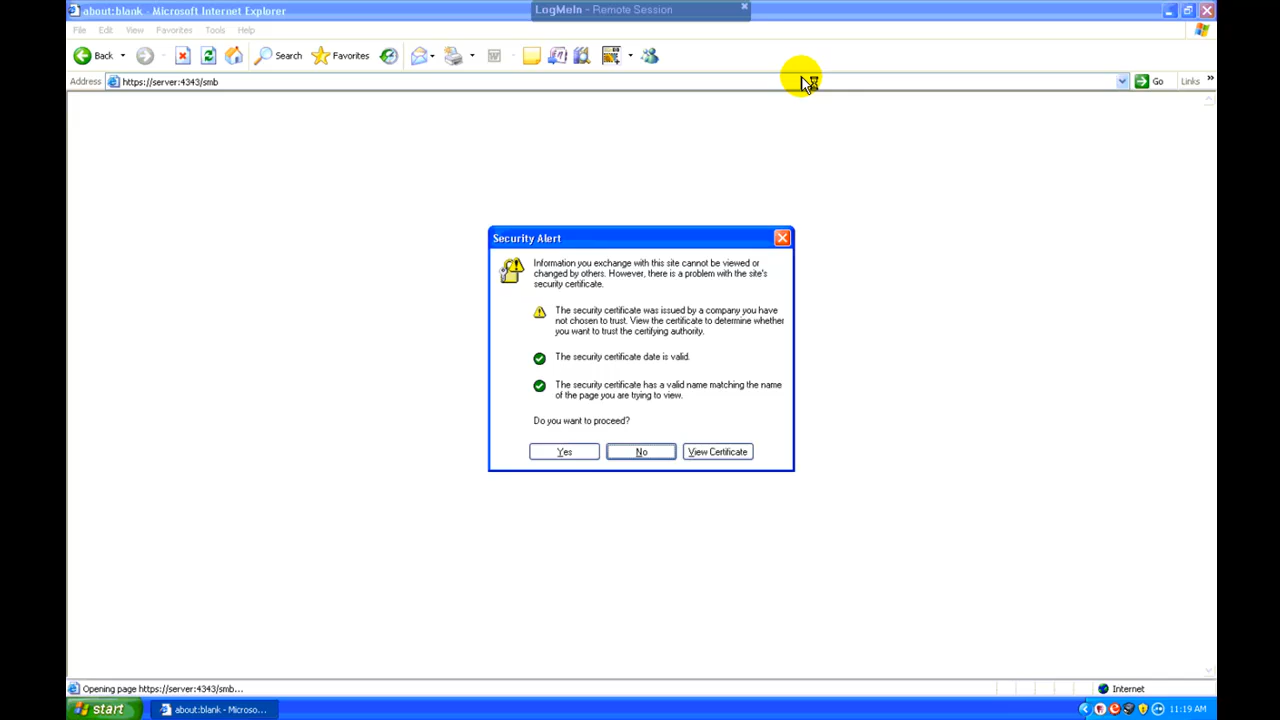 about:blank - Microsoft Internet Explorer
LogMeIn - Remote Session
File Edit View Favorites Tools Help
Back Search Favorites
Address https://server:4343/smb Go Links »
Security Alert
Information you exchange with this site cannot be viewed or
changed by others. However, there is a problem with the site's
security certificate.
The security certificate was issued by a company you have
not chosen to trust. View the certificate to determine whether
you want to trust the certifying authority.
The security certificate date is valid.
The security certificate has a valid name matching the name
of the page you are trying to view.
Do you want to proceed?
Yes No View Certificate
Opening page https://server:4343/smb... Internet
start about:blank - Microso... 11:19 AM